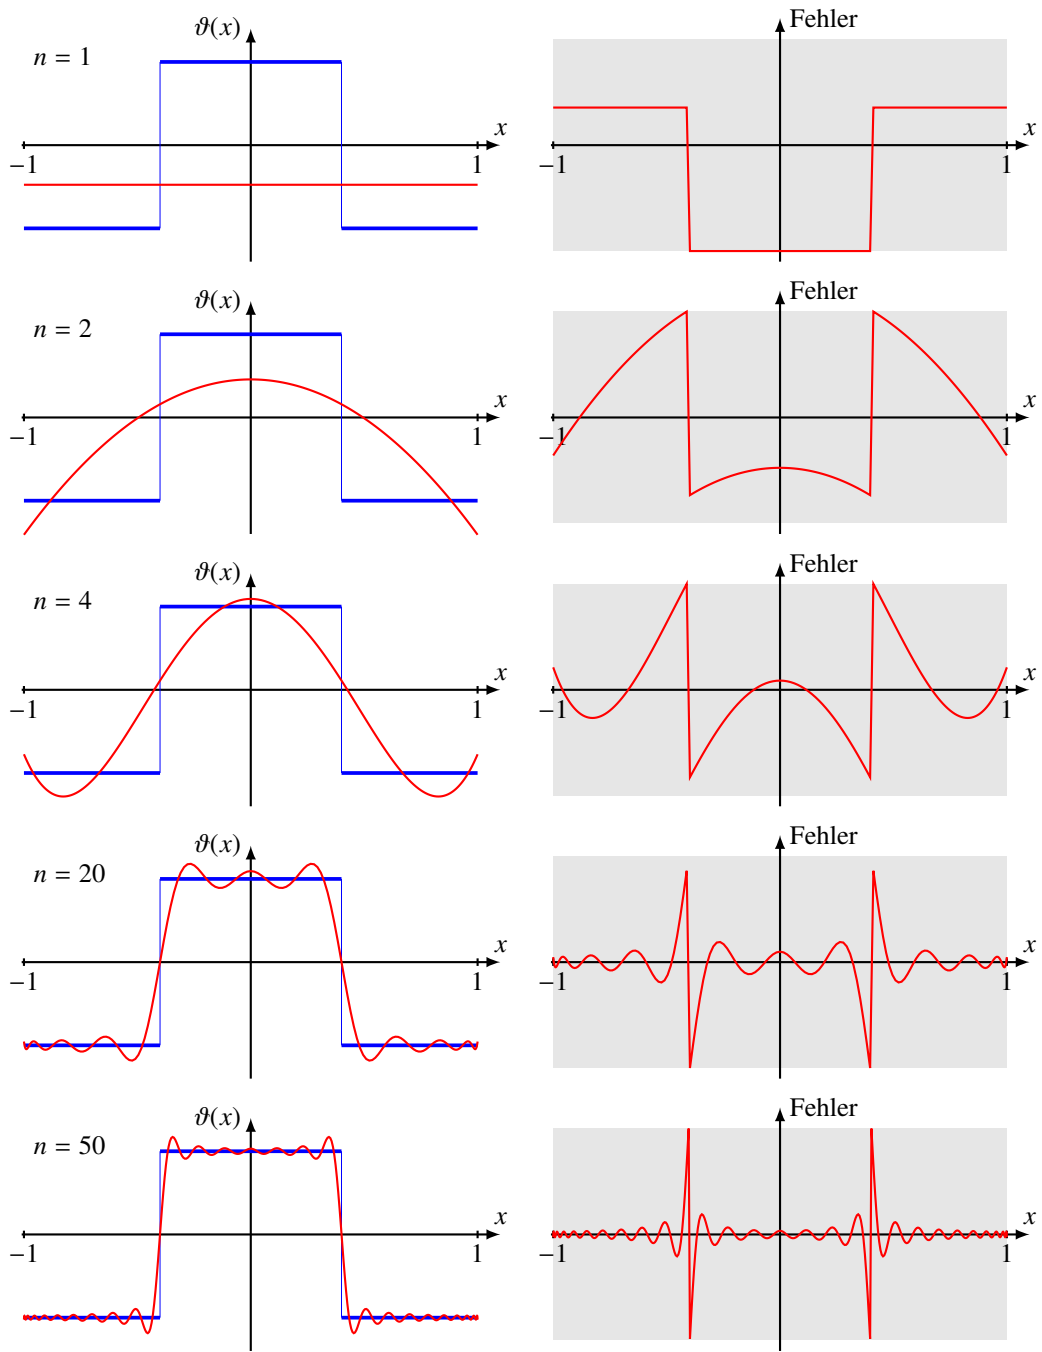 ϑ(x) Fehler
n = 1
x x
−1 1 −1 1
ϑ(x) Fehler
n = 2
x x
−1 1 −1 1
ϑ(x) Fehler
n = 4
x x
−1 1 −1 1
ϑ(x) Fehler
n = 20
x x
−1 1 −1 1
ϑ(x) Fehler
n = 50
x x
−1 1 −1 1